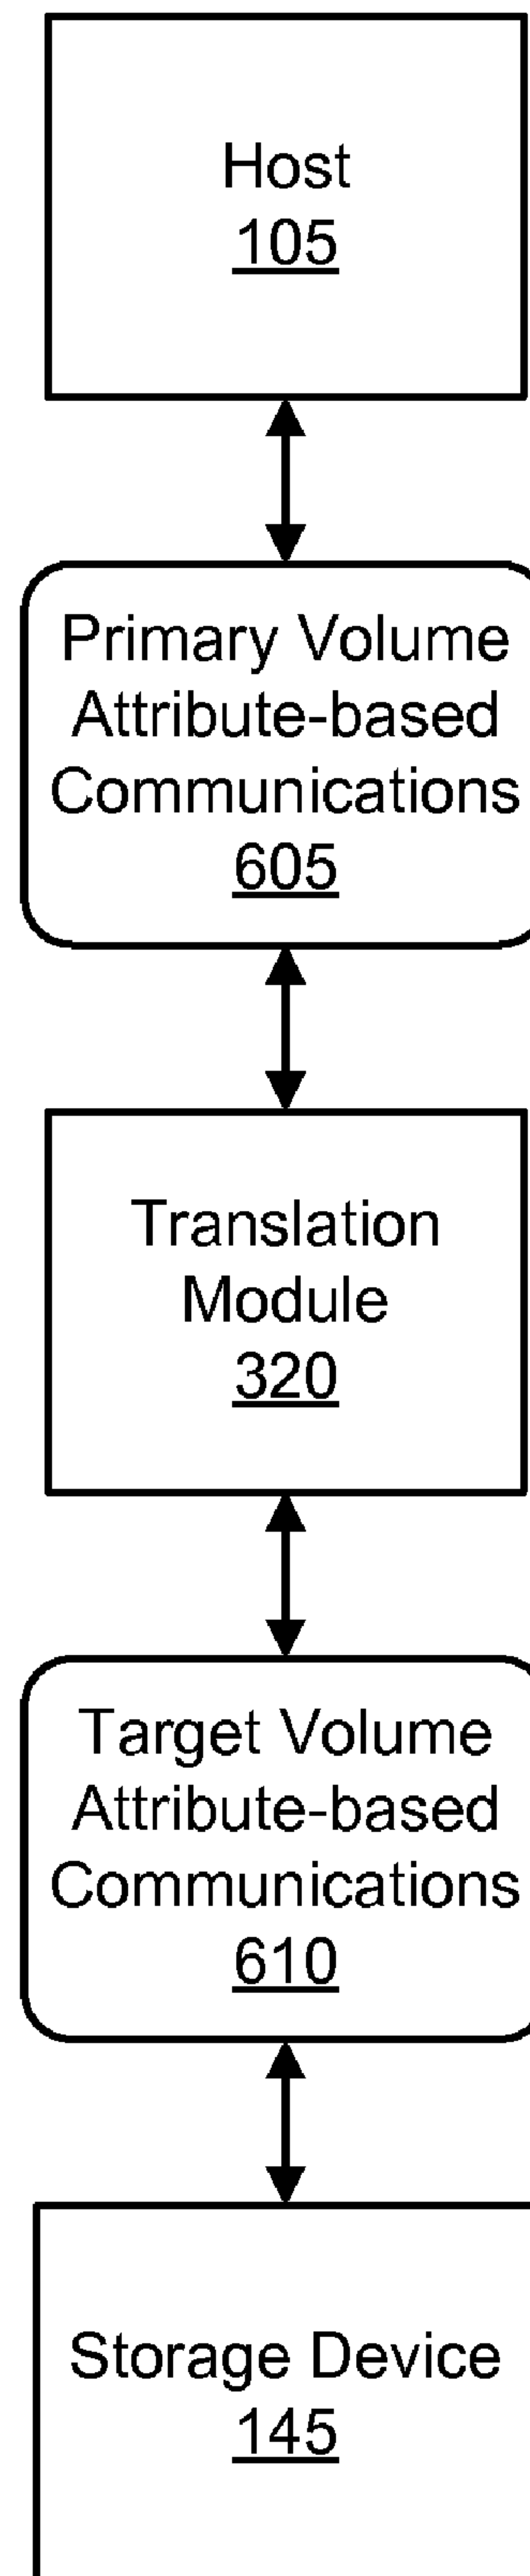 Host
105
Primary Volume
Attribute-based
Communications
605
Translation
Module
320
Target Volume
Attribute-based
Communications
610
Storage Device
145